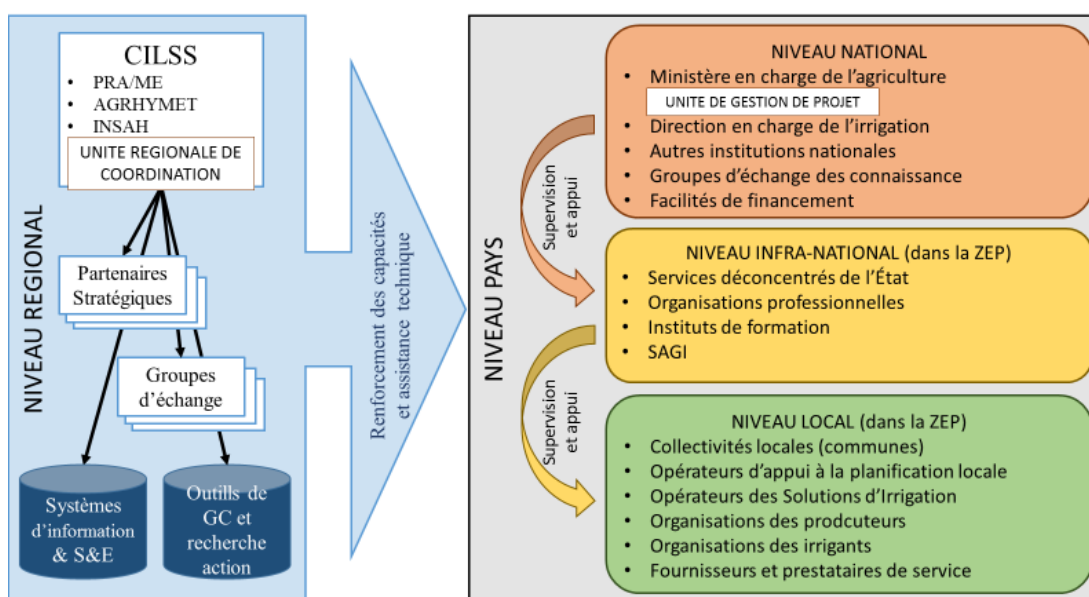 CILSS
• PRA/ME
• AGRHYMET
• INSAH
UNITE REGIONALE DE
COORDINATION
NIVEAU REGIONAL
Partenaires
Stratégiques
Groupes
d'échange
Systèmes
d'information
& S&E
Outills de
GC et
recherche
action
Renforcement des capacités
et assistance technique
NIVEAU PAYS
NIVEAU NATIONAL
• Ministère en charge de l'agriculture
UNITE DE GESTION DE PROJET
• Direction en charge de l'irrigation
• Autres institutions nationales
• Groupes d'échange des connaissance
• Facilités de financement
Supervision
et appui
NIVEAU INFRA-NATIONAL (dans la ZEP)
• Services déconcentrés de l'État
• Organisations professionnelles
• Instituts de formation
• SAGI
Supervision
et appui
NIVEAU LOCAL (dans la ZEP)
• Collectivités locales (communes)
• Opérateurs d'appui à la planification locale
• Opérateurs des Solutions d'Irrigation
• Organisations des prodcuteurs
• Organisations des irrigants
• Fournisseurs et prestataires de service